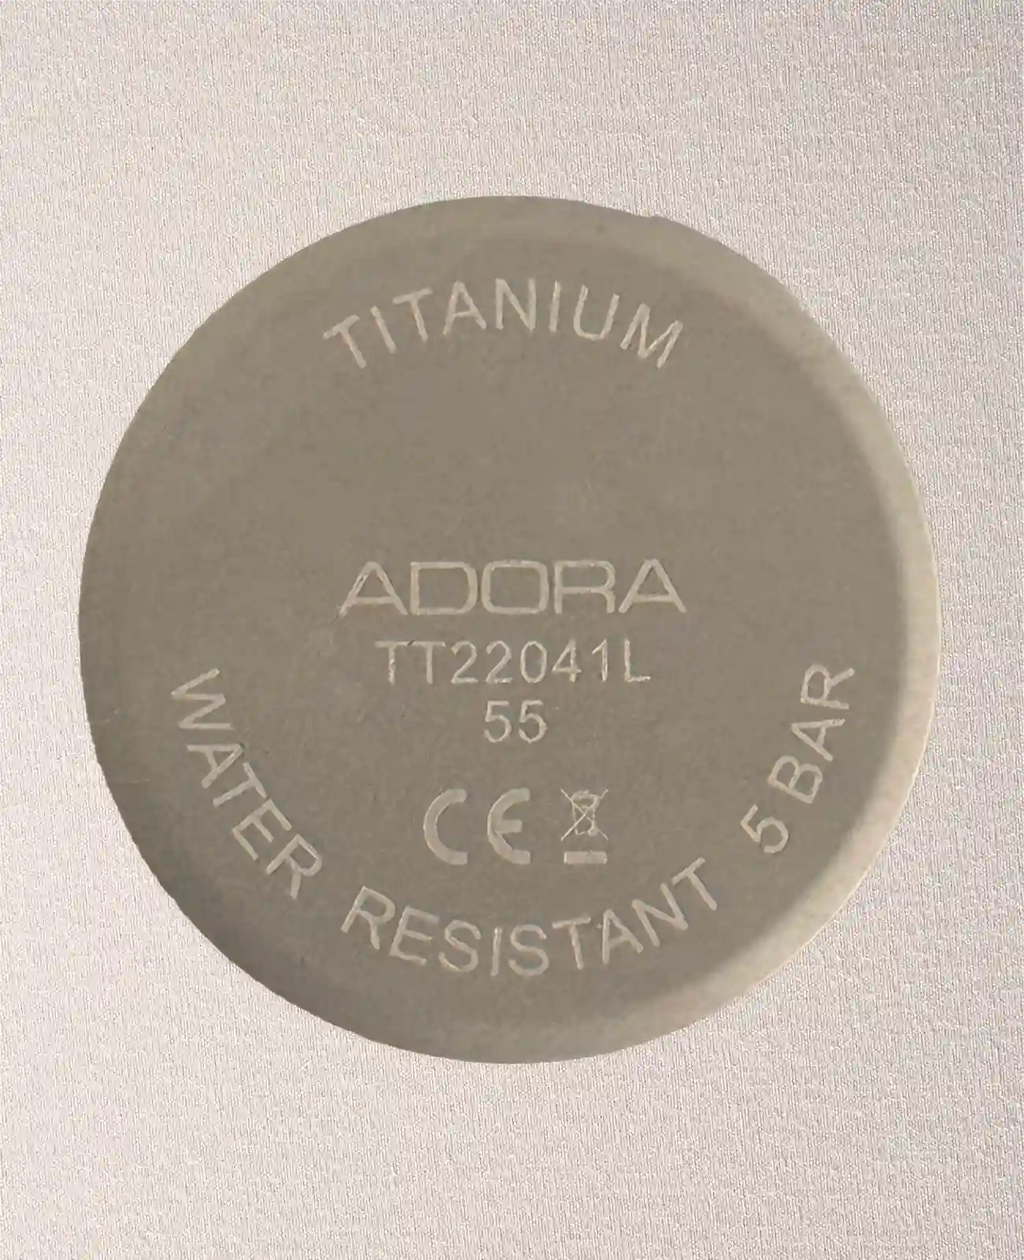 TITANIUM
ADORA
TT22041L
55
CE
WATER RESISTANT 5 BAR